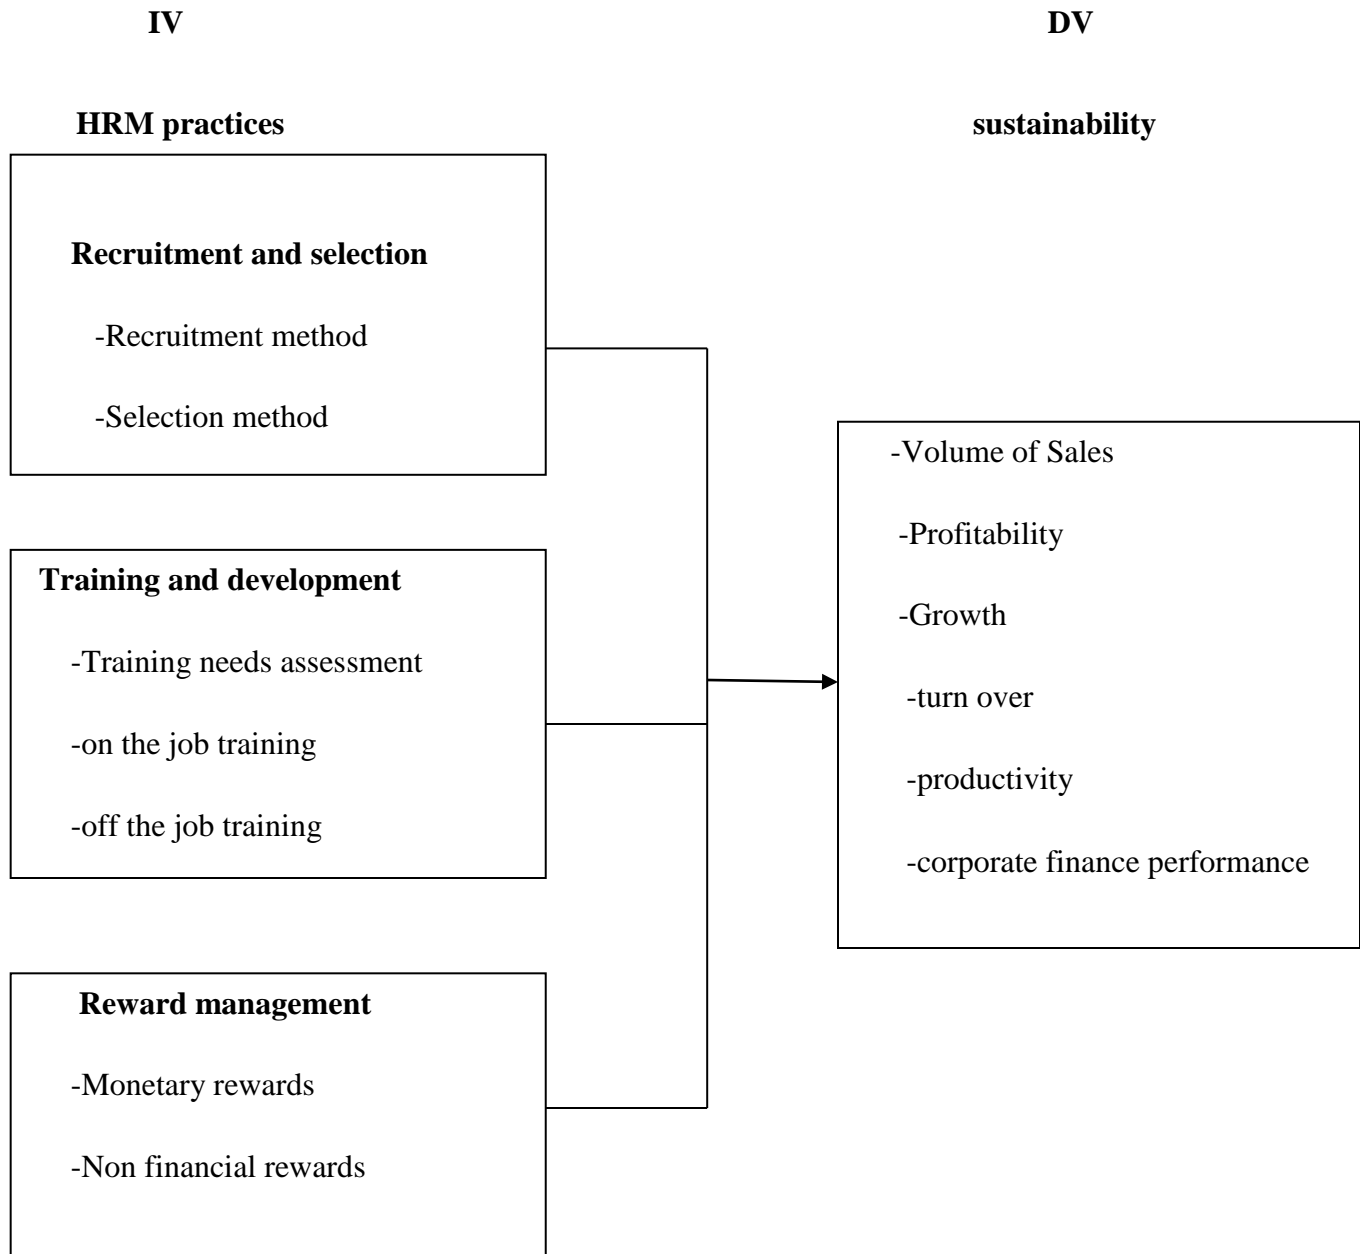 IV
DV
HRM practices
sustainability
Recruitment and selection
-Recruitment method
-Selection method
Training and development
-Training needs assessment
-on the job training
-off the job training
Reward management
-Monetary rewards
-Non financial rewards
-Volume of Sales
-Profitability
-Growth
-turn over
-productivity
-corporate finance performance